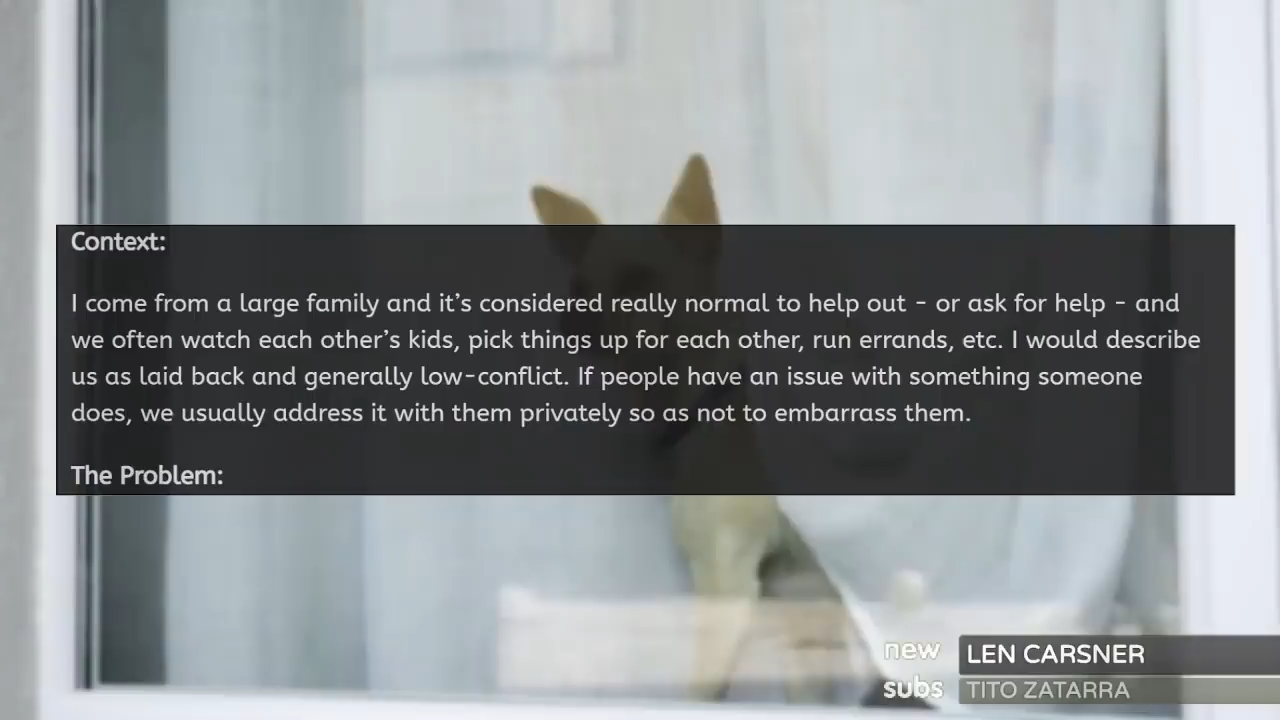 Context:
I come from a large family and it's considered really normal to help out - or ask for help - and
we often watch each other's kids, pick things up for each other, run errands, etc. I would describe
us as laid back and generally low-conflict. If people have an issue with something someone
does, we usually address it with them privately so as not to embarrass them.
The Problem:
new LEN CARSNER
subs TITO ZATARRA